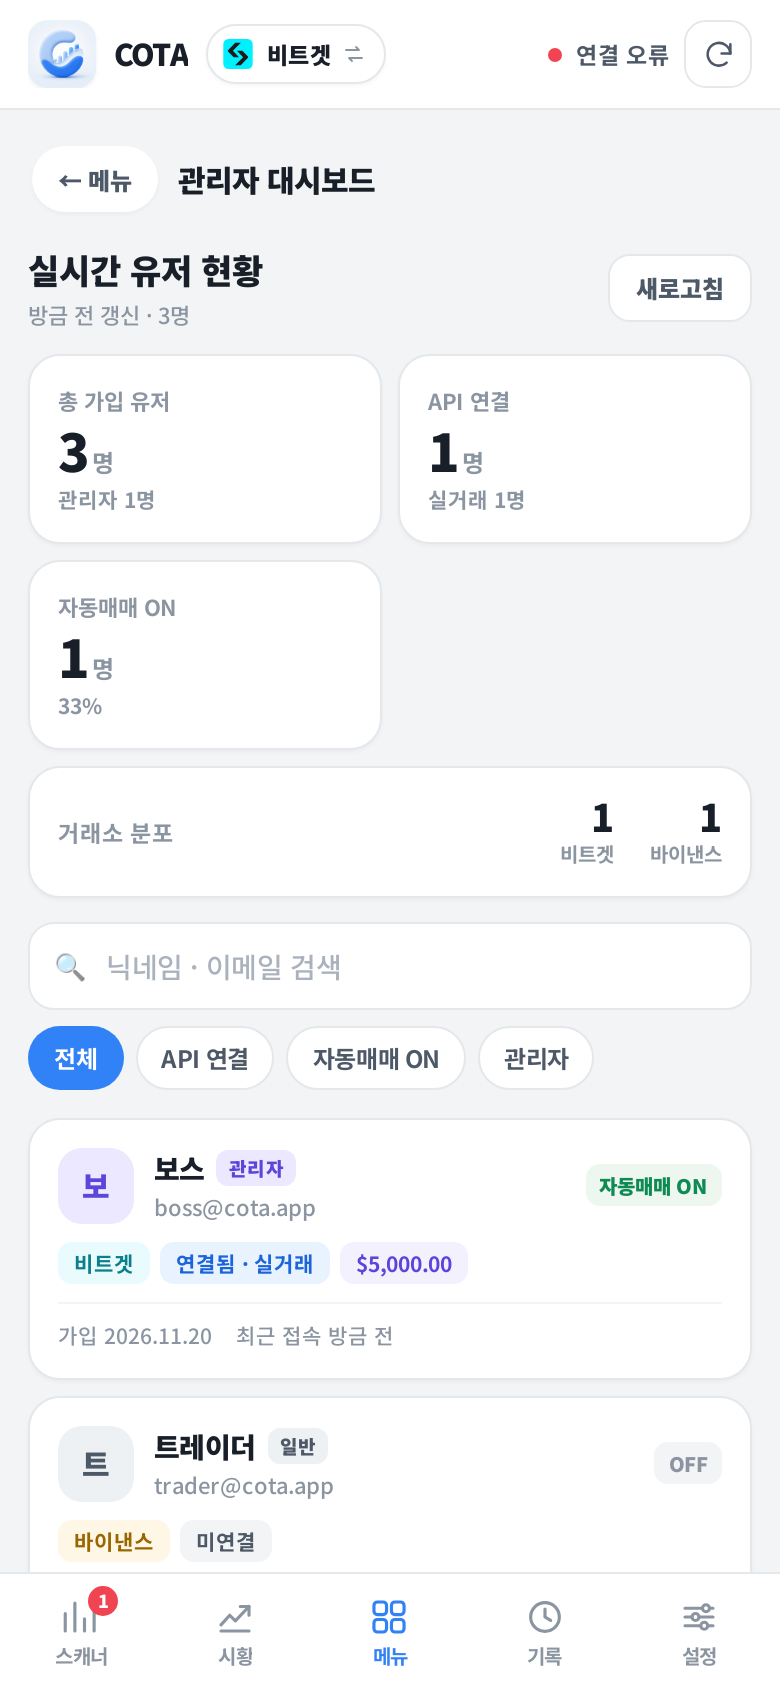 COTA 비트겟 연결 오류
← 메뉴 관리자 대시보드
실시간 유저 현황
방금 전 갱신 · 3명
새로고침
총 가입 유저
3명
관리자 1명
API 연결
1명
실거래 1명
자동매매 ON
1명
33%
거래소 분포
1 비트겟
1 바이낸스
닉네임 · 이메일 검색
전체 API 연결 자동매매 ON 관리자
보 보스 관리자
boss@cota.app
자동매매 ON
비트겟 연결됨 · 실거래 $5,000.00
가입 2026.11.20 최근 접속 방금 전
트 트레이더 일반
trader@cota.app
OFF
바이낸스 미연결
1
스캐너 시황 메뉴 기록 설정